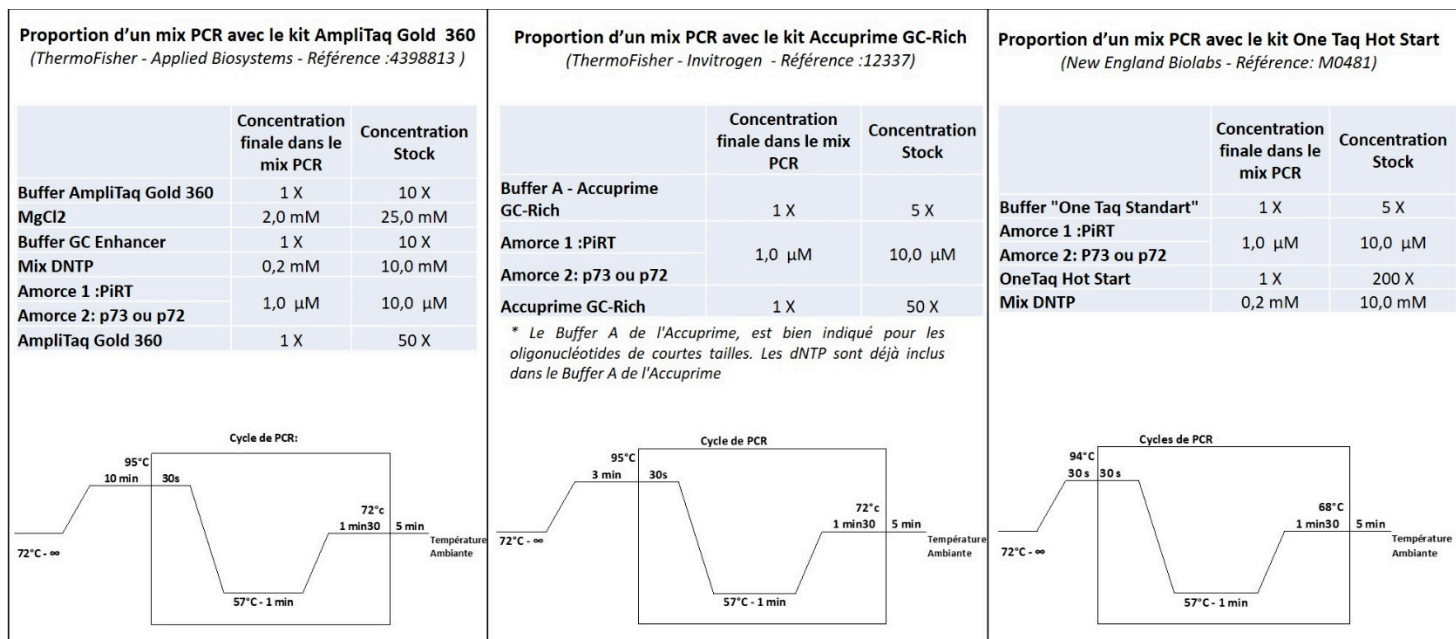 Proportion d'un mix PCR avec le kit AmpliTaq Gold 360
(ThermoFisher - Applied Biosystems - Référence :4398813 )
Concentration finale dans le mix PCR
Concentration Stock
Buffer AmpliTaq Gold 360 1 X 10 X
MgCl2 2,0 mM 25,0 mM
Buffer GC Enhancer 1X 10 X
Mix DNTP 0,2 mM 10,0 mM
Amorce 1 :PiRT
Amorce 2: p73 ou p72
1,0 µM 10,0 µM
AmpliTaq Gold 360 1 X 50 X
Cycle de PCR:
95°C
10 min 30s
72°c
1 min30 5 min
Température
Ambiante
72°C - ∞
57°C - 1 min
Proportion d'un mix PCR avec le kit Accuprime GC-Rich
(ThermoFisher - Invitrogen - Référence :12337)
Concentration finale dans le mix PCR
Concentration Stock
Buffer A - Accuprime
GC-Rich 1 X 5 X
Amorce 1 :PiRT
1,0 µM 10,0 µM
Amorce 2: p73 ou p72
Accuprime GC-Rich 1 X 50 X
* Le Buffer A de l'Accuprime, est bien indiqué pour les
oligonucléotides de courtes tailles. Les dNTP sont déjà inclus
dans le Buffer A de l'Accuprime
Cycle de PCR
95°C
3 min 30s
72°c
1 min30 5 min
Température
Ambiante
72°C - ∞
57°C - 1 min
Proportion d'un mix PCR avec le kit One Taq Hot Start
(New England Biolabs - Référence: M0481)
Concentration finale dans le mix PCR
Concentration Stock
Buffer "One Taq Standart" 1 X 5 X
Amorce 1 :PiRT
1,0 µM 10,0 µM
Amorce 2: P73 ou p72
OneTaq Hot Start 1X 200 X
Mix DNTP 0,2 mM 10,0 mM
Cycles de PCR
94°C
30 s 30 s
68°C
1 min30 5 min
Température
Ambiante
72°C - ∞
57°C - 1 min